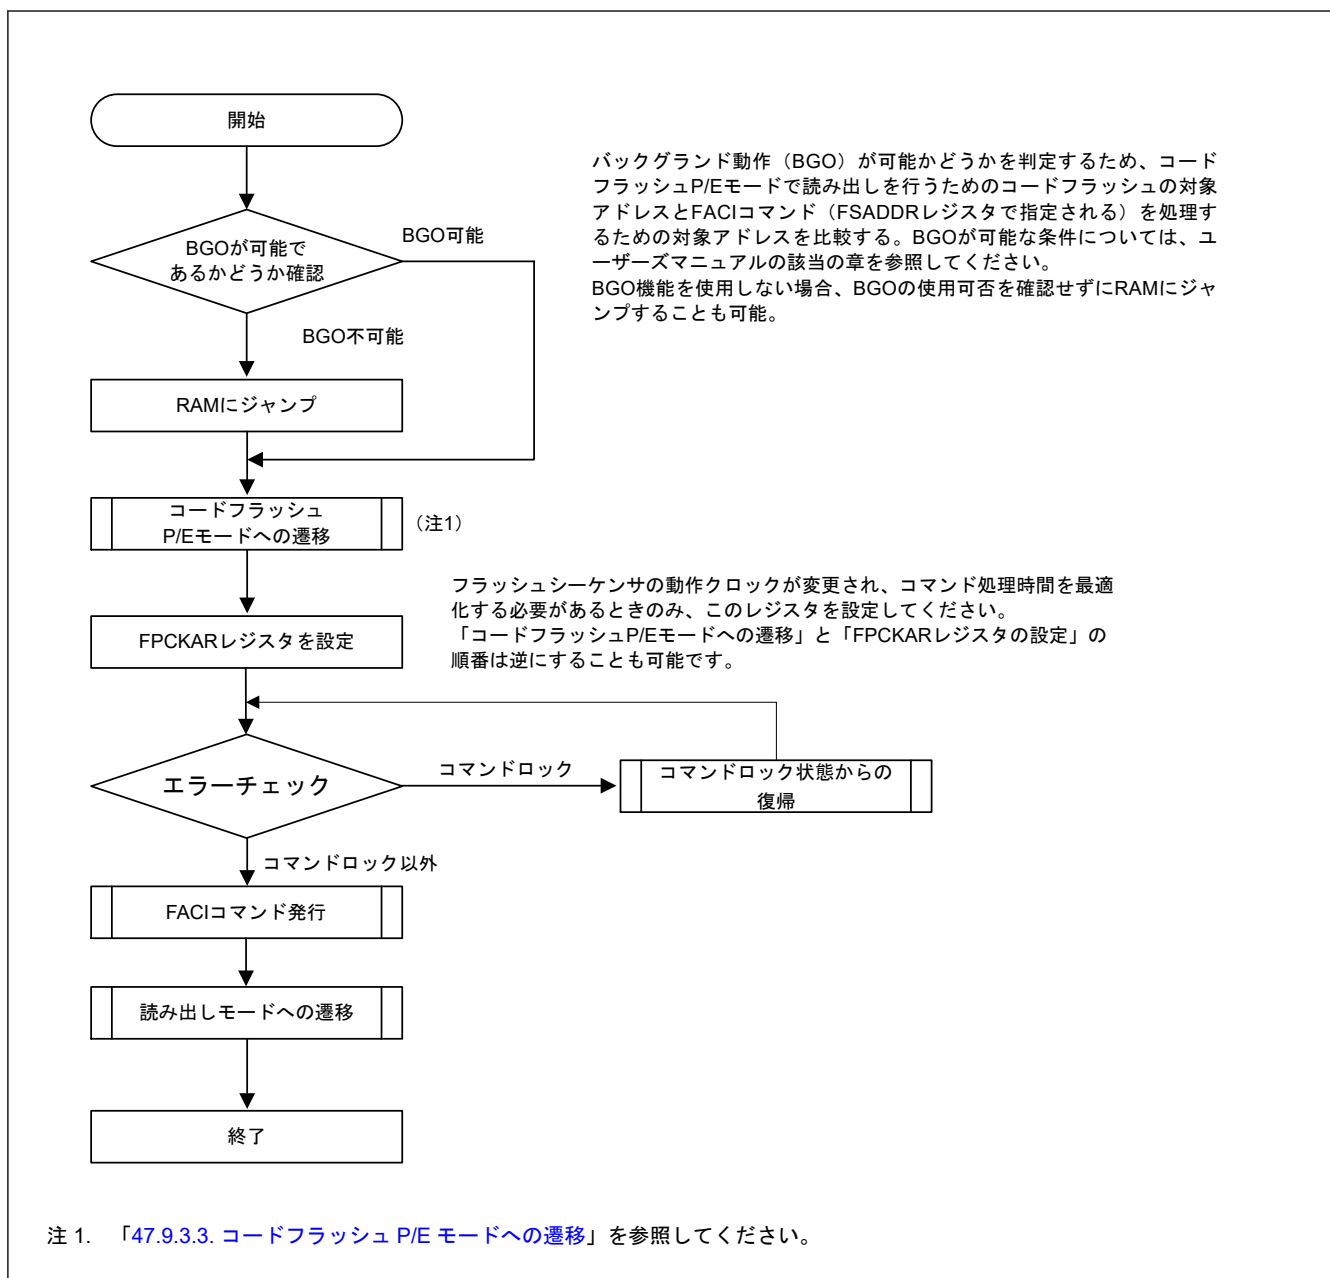 開始
バックグランド動作（BGO）が可能かどうかを判定するため、コード
フラッシュP/Eモードで読み出しを行うためのコードフラッシュの対象
アドレスとFACIコマンド（FSADDRレジスタで指定される）を処理す
るための対象アドレスを比較する。BGOが可能な条件については、ユ
ーザーズマニュアルの該当の章を参照してください。
BGO機能を使用しない場合、BGOの使用可否を確認せずにRAMにジャ
ンプすることも可能。
BGOが可能で
あるかどうか確認
BGO可能
BGO不可能
RAMにジャンプ
コードフラッシュ
P/Eモードへの遷移
（注1）
フラッシュシーケンサの動作クロックが変更され、コマンド処理時間を最適
化する必要があるときのみ、このレジスタを設定してください。
「コードフラッシュP/Eモードへの遷移」と「FPCKARレジスタの設定」の
順番は逆にすることも可能です。
FPCKARレジスタを設定
エラーチェック
コマンドロック
コマンドロック状態からの
復帰
コマンドロック以外
FACIコマンド発行
読み出しモードへの遷移
終了
注 1. 「47.9.3.3. コードフラッシュ P/E モードへの遷移」を参照してください。